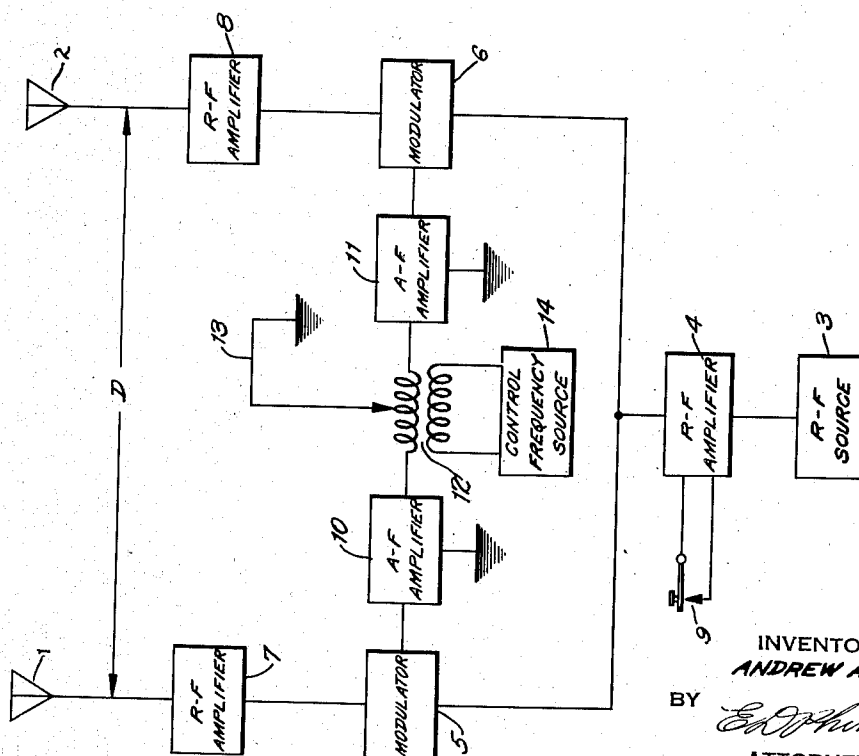 2
8
R-F
AMPLIFIER
6
MODULATOR
D
11
A-F
AMPLIFIER
13
14
CONTROL
FREQUENCY
SOURCE
12
4
R-F
AMPLIFIER
3
R-F
SOURCE
10
A-F
AMPLIFIER
9
1
7
R-F
AMPLIFIER
5
MODULATOR
INVENTO
ANDREW A
BY